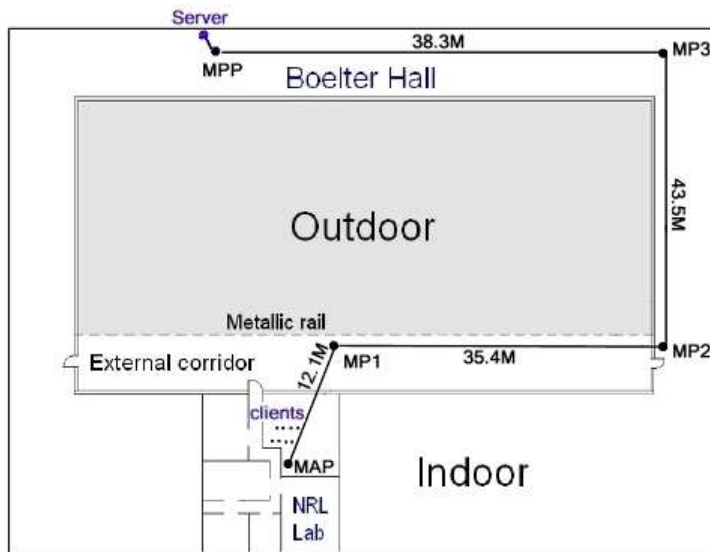 Server
38.3M
MPP
MP3
Boelter Hall
43.5M
Outdoor
Metallic rail
12.1M
MP1
35.4M
MP2
External corridor
clients
MAP
Indoor
NRL
Lab